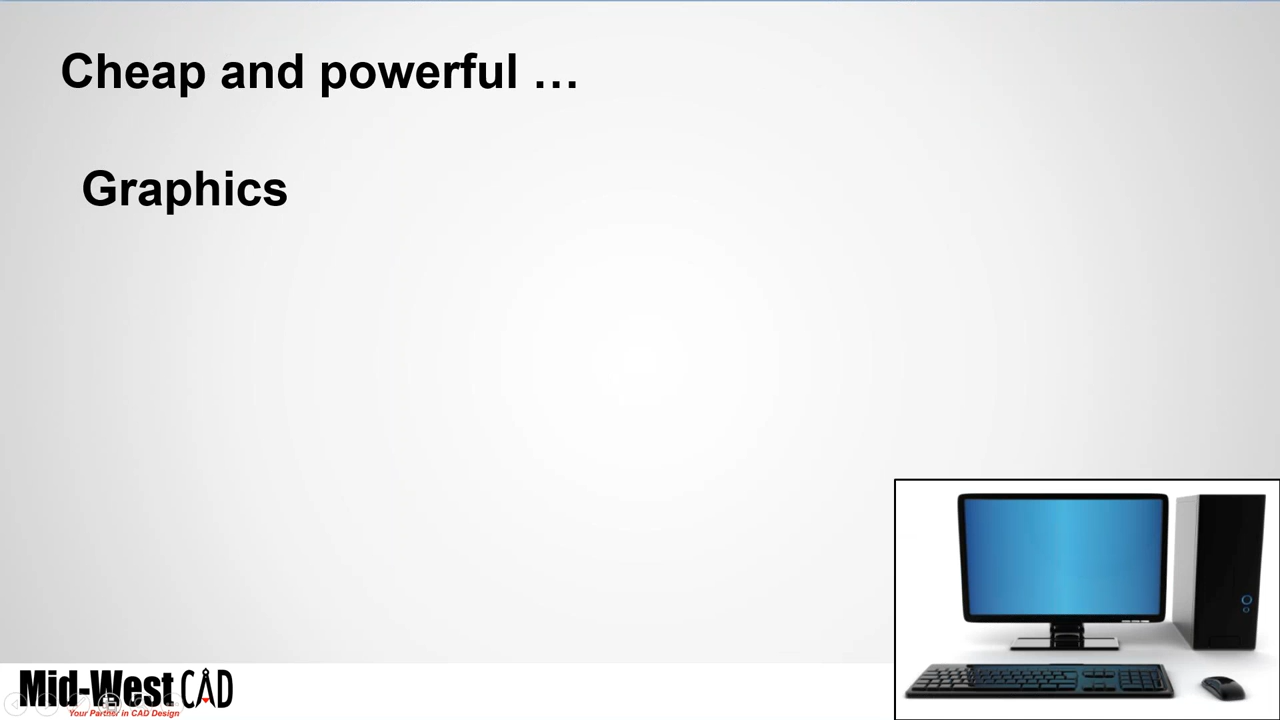 Cheap and powerful …
Graphics
Mid-West CAD
Your Partner in CAD Design